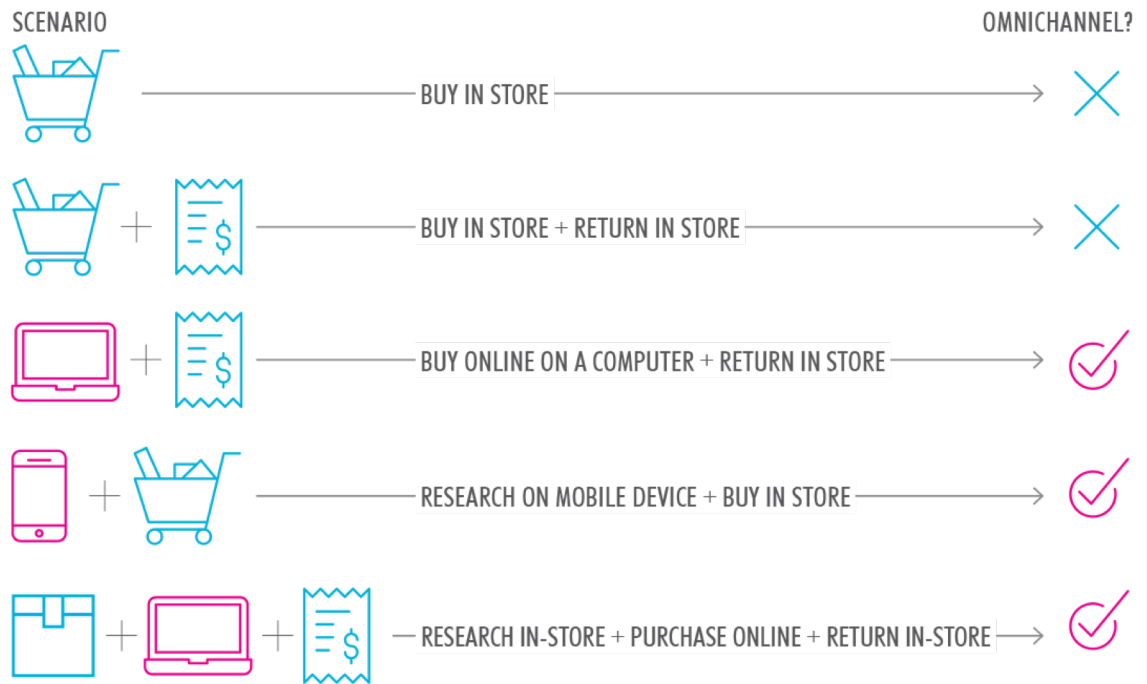 SCENARIO OMNICHANNEL?
BUY IN STORE
$
BUY IN STORE + RETURN IN STORE
$
BUY ONLINE ON A COMPUTER + RETURN IN STORE
RESEARCH ON MOBILE DEVICE + BUY IN STORE
$
RESEARCH IN-STORE + PURCHASE ONLINE + RETURN IN-STORE